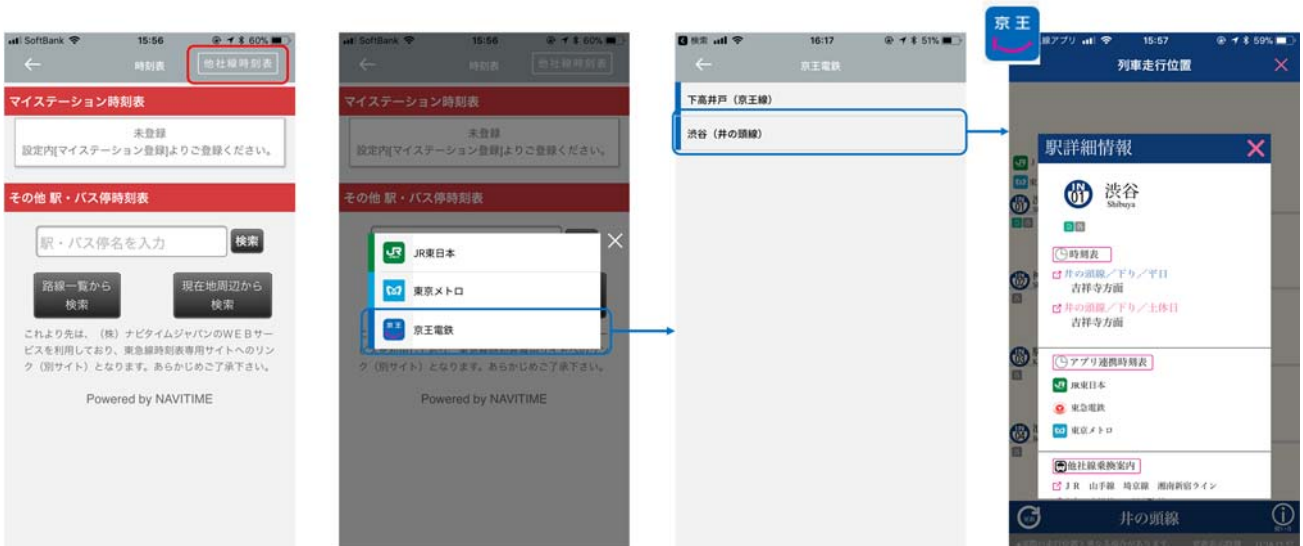 SoftBank 15:56 60%
時刻表 他社線時刻表
マイステーション時刻表
未登録
設定内[マイステーション登録]よりご登録ください。
その他 駅・バス停時刻表
駅・バス停名を入力 検索
路線一覧から
検索
現在地周辺から
検索
これより先は、(株)ナビタイムジャパンのWEBサー
ビスを利用しており、東急線時刻表専用サイトへのリン
ク(別サイト)となります。あらかじめご了承下さい。
Powered by NAVITIME
SoftBank 15:56 60%
時刻表 他社線時刻表
マイステーション時刻表
未登録
設定内[マイステーション登録]よりご登録ください。
その他 駅・バス停時刻表
JR JR東日本
東京メトロ
京王 京王電鉄
ク(別サイト)となります。あらかじめご了承下さい。
Powered by NAVITIME
検索 16:17 51%
京王電鉄
下高井戸(京王線)
渋谷(井の頭線)
京王
線アプリ 15:57 59%
列車走行位置
駅詳細情報
IN
01
渋谷
Shibuya
時刻表
井の頭線/下り/平日
吉祥寺方面
井の頭線/下り/土休日
吉祥寺方面
アプリ連携時刻表
JR JR東日本
東急電鉄
東京メトロ
他社線乗換案内
JR 山手線 埼京線 湘南新宿ライン
井の頭線